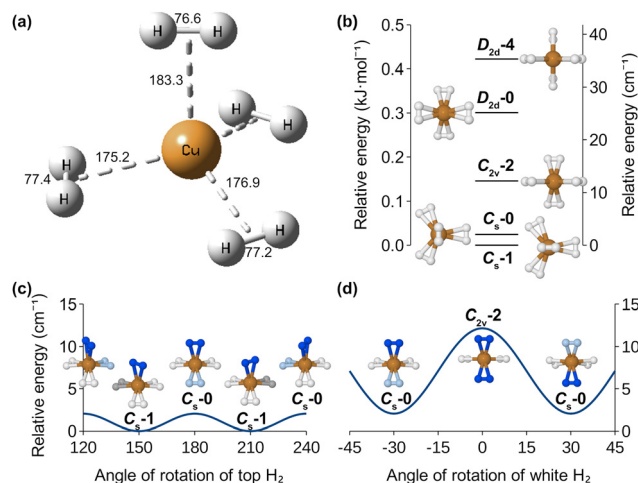 (a)
76.6
H
H
183.3
H
H
Cu
H
H
175.2
77.4
176.9
H
H
77.2
(b)
Relative energy (kJ·mol⁻¹)
0.5
0.4
0.3
0.2
0.1
0.0
D2d-4
D2d-0
C2v-2
Cs-0
Cs-1
40
30
20
10
0
Relative energy (cm⁻¹)
(c)
Relative energy (cm⁻¹)
15
10
5
0
Cs-1
Cs-0
Cs-1
Cs-0
120
150
180
210
240
Angle of rotation of top H2
(d)
C2v-2
Cs-0
Cs-0
15
10
5
0
-45
-30
-15
0
15
30
45
Angle of rotation of white H2